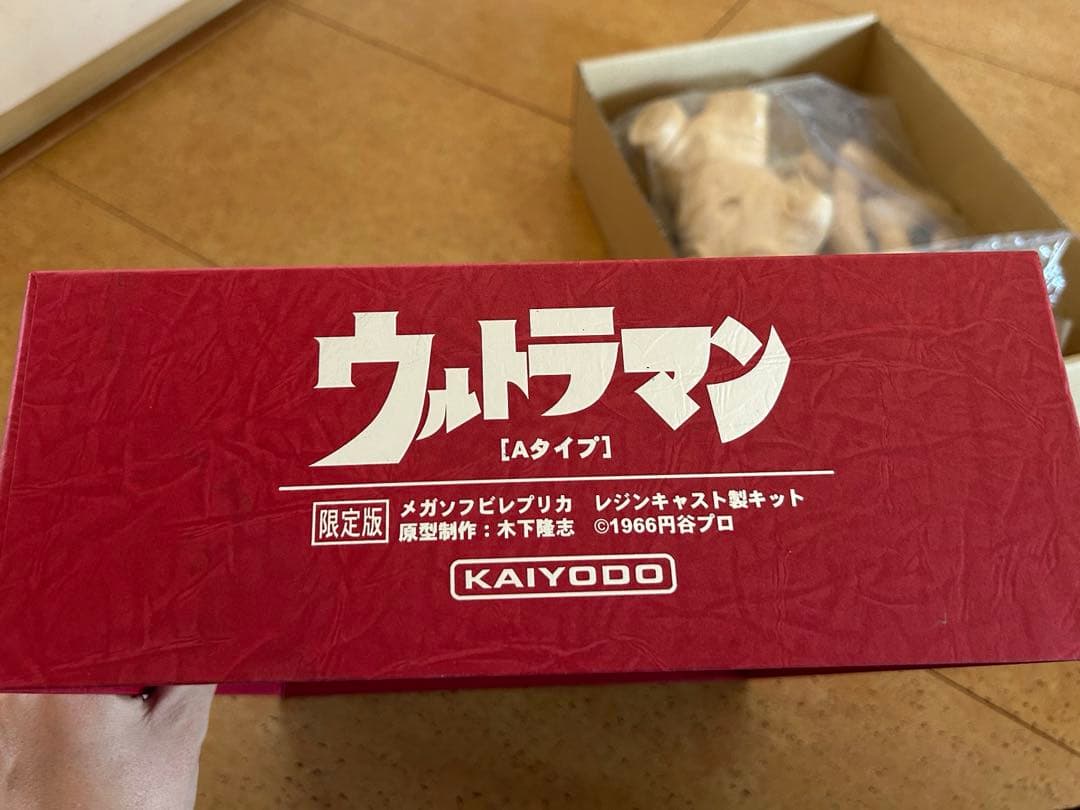 ウルトラマン
[Aタイプ]
限定版 メガソフビレプリカ レジンキャスト製キット
原型制作：木下隆志 ©1966円谷プロ
KAIYODO